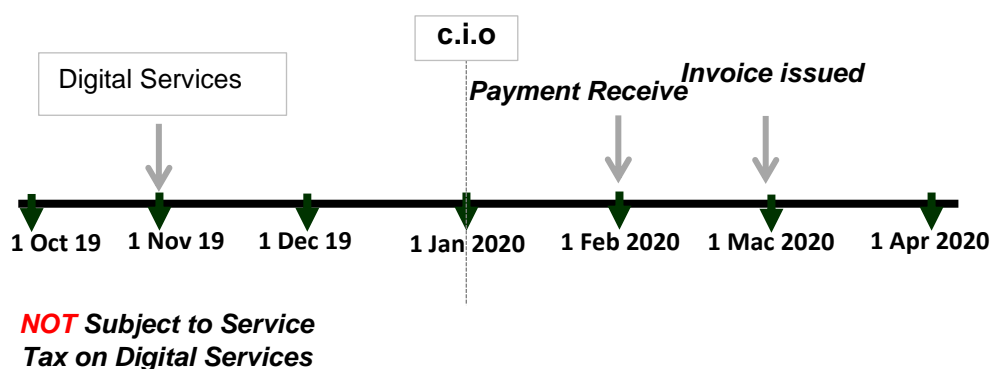 c.i.o
Digital Services
Invoice issued
Payment Receive
1 Oct 19 1 Nov 19 1 Dec 19 1 Jan 2020 1 Feb 2020 1 Mac 2020 1 Apr 2020
NOT Subject to Service
Tax on Digital Services